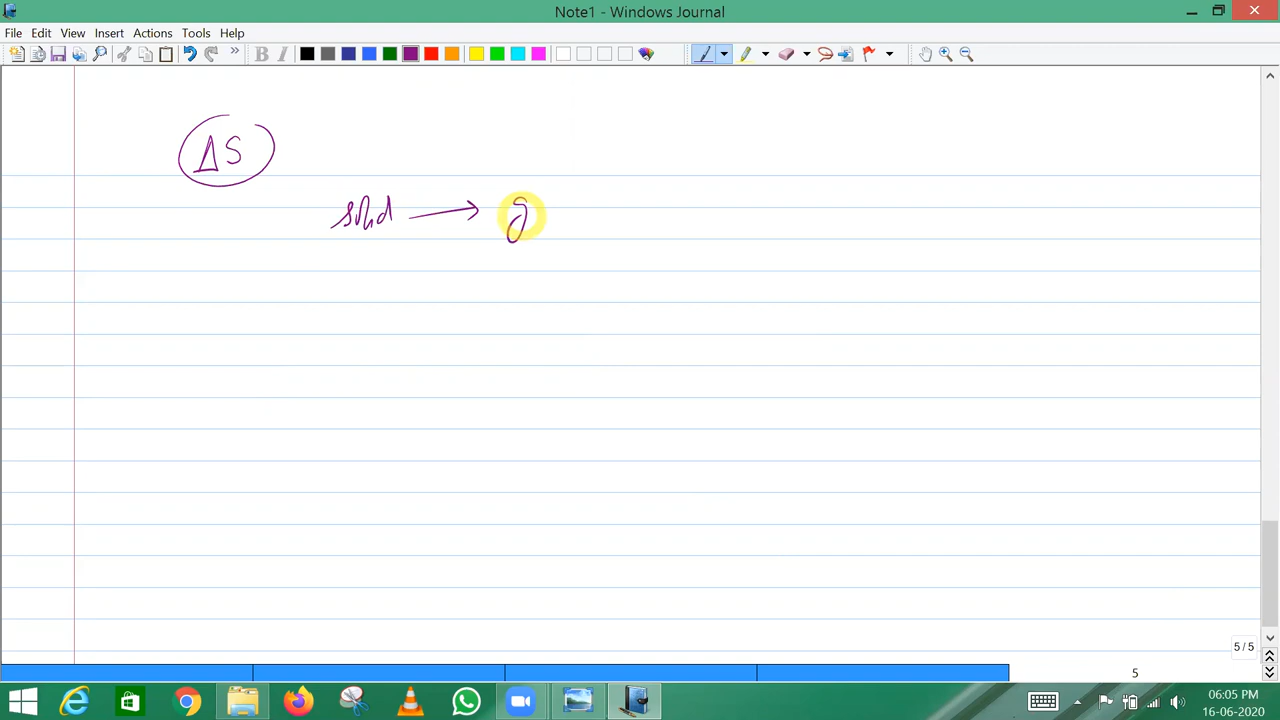 Note1 - Windows Journal
File Edit View Insert Actions Tools Help
ΔS
solid → g
5 / 5
5
06:05 PM
16-06-2020